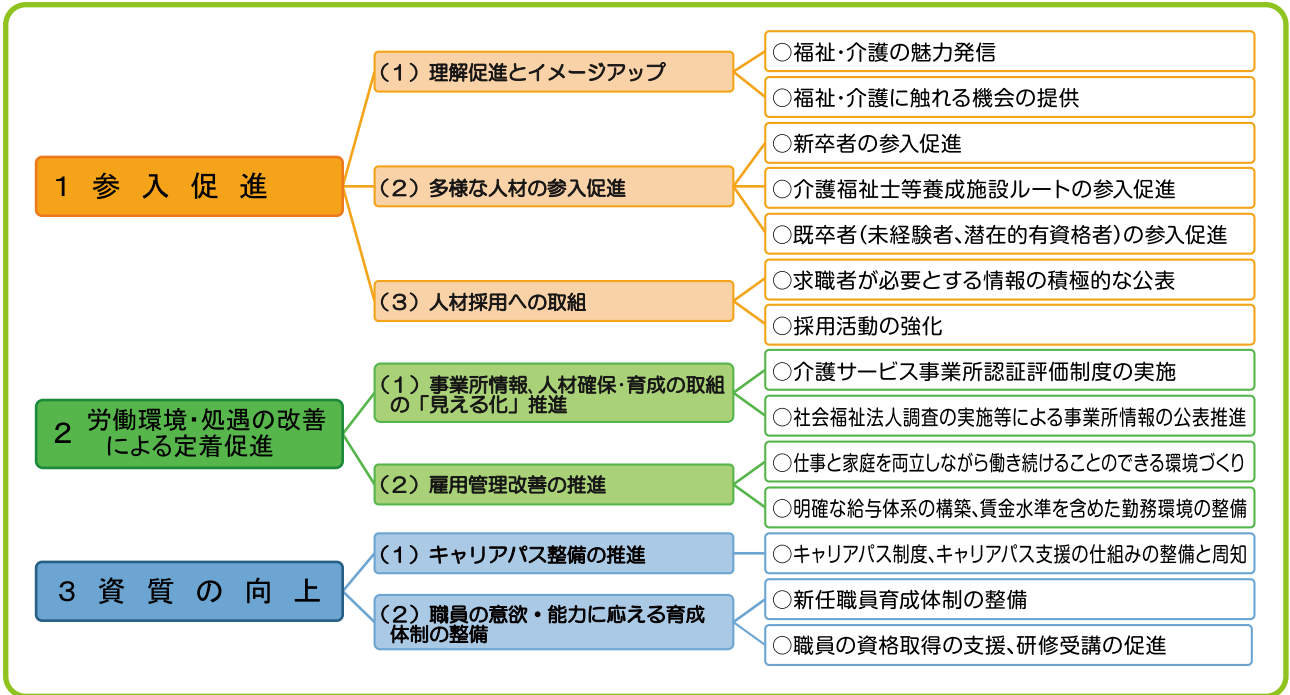 1 参入促進
(1) 理解促進とイメージアップ
○福祉・介護の魅力発信
○福祉・介護に触れる機会の提供
(2) 多様な人材の参入促進
○新卒者の参入促進
○介護福祉士等養成施設ルートの参入促進
○既卒者(未経験者、潜在的有資格者)の参入促進
(3) 人材採用への取組
○求職者が必要とする情報の積極的な公表
○採用活動の強化
2 労働環境・処遇の改善
による定着促進
(1) 事業所情報、人材確保・育成の取組
の「見える化」推進
○介護サービス事業所認証評価制度の実施
○社会福祉法人調査の実施等による事業所情報の公表推進
(2) 雇用管理改善の推進
○仕事と家庭を両立しながら働き続けることのできる環境づくり
○明確な給与体系の構築、賃金水準を含めた勤務環境の整備
3 資質の向上
(1) キャリアパス整備の推進
○キャリアパス制度、キャリアパス支援の仕組みの整備と周知
(2) 職員の意欲・能力に応える育成
体制の整備
○新任職員育成体制の整備
○職員の資格取得の支援、研修受講の促進